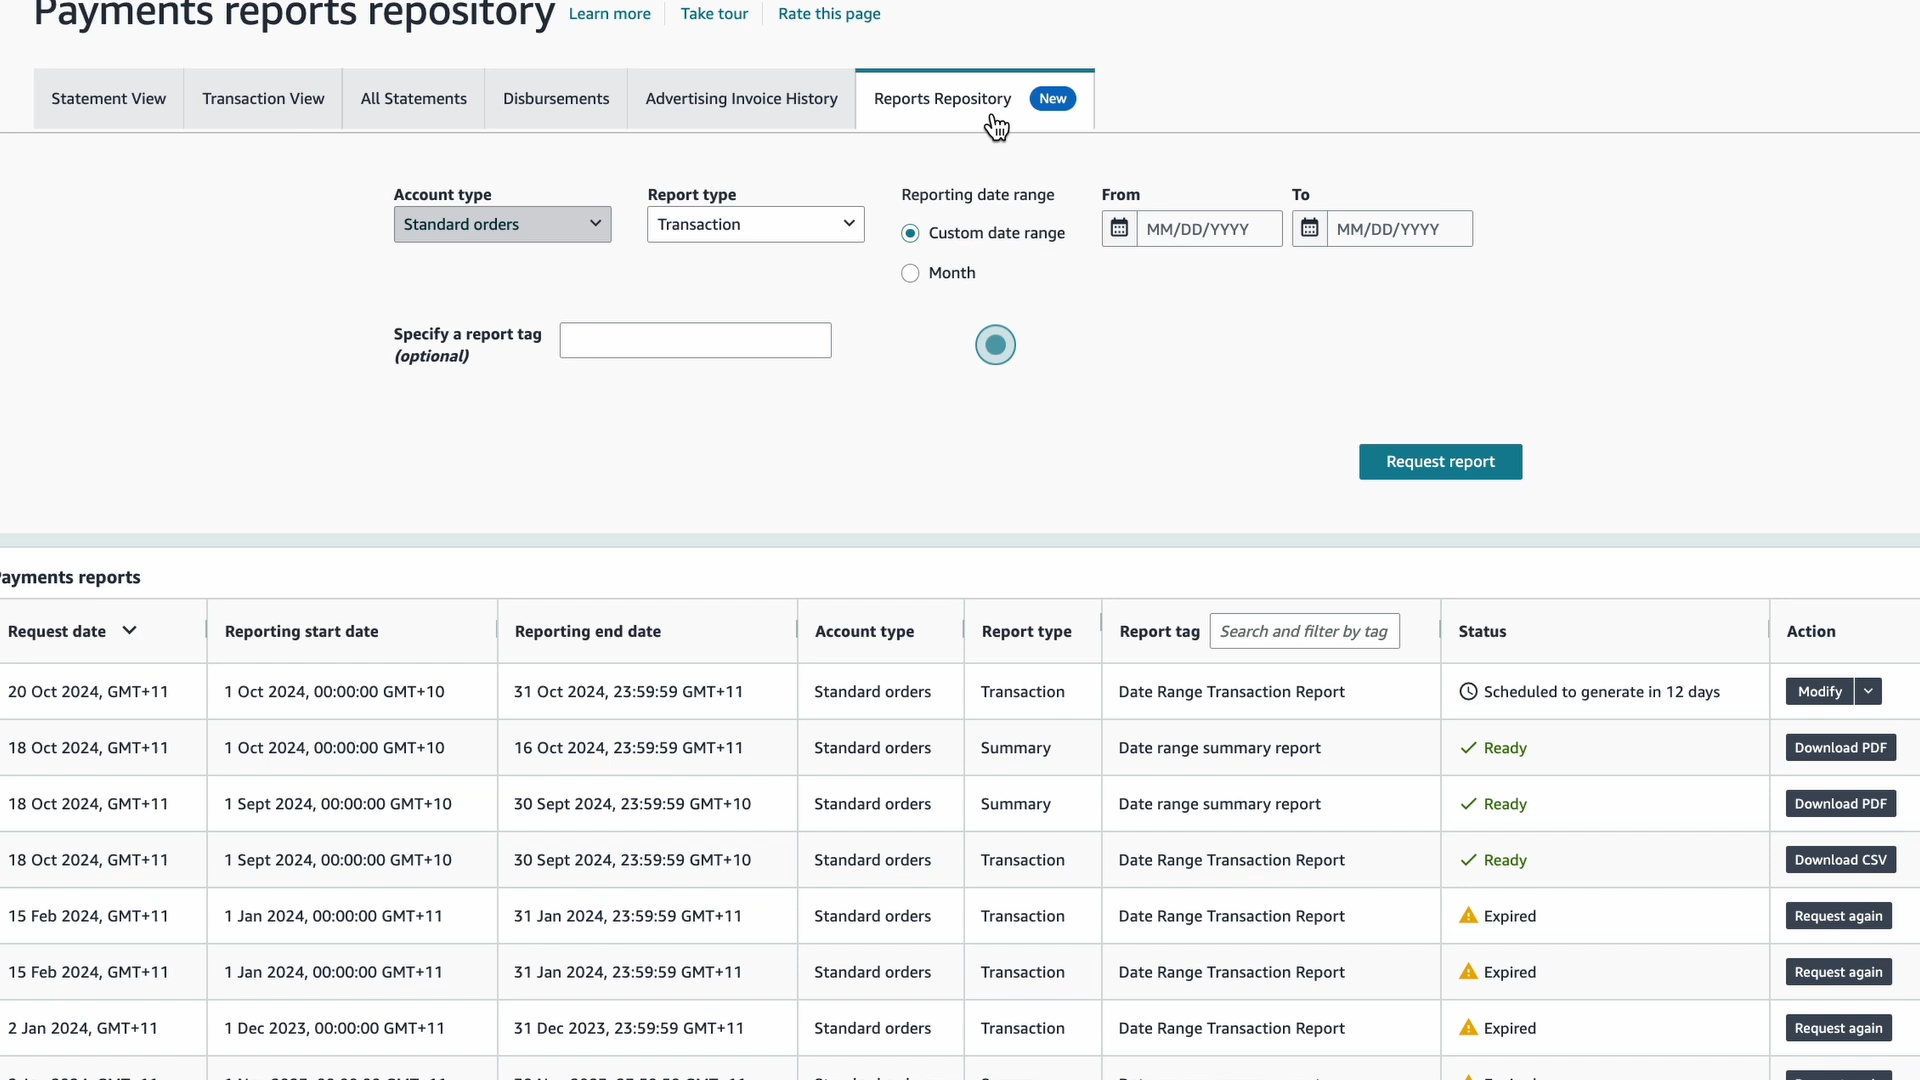 Payments reports repository Learn more Take tour Rate this page
Statement View Transaction View All Statements Disbursements Advertising Invoice History Reports Repository New
Account type Report type Reporting date range From To
Standard orders Transaction Custom date range MM/DD/YYYY MM/DD/YYYY
Month
Specify a report tag
(optional)
Request report
ayments reports
Request date Reporting start date Reporting end date Account type Report type Report tag Search and filter by tag Status Action
20 Oct 2024, GMT+11 1 Oct 2024, 00:00:00 GMT+10 31 Oct 2024, 23:59:59 GMT+11 Standard orders Transaction Date Range Transaction Report Scheduled to generate in 12 days Modify
18 Oct 2024, GMT+11 1 Oct 2024, 00:00:00 GMT+10 16 Oct 2024, 23:59:59 GMT+11 Standard orders Summary Date range summary report Ready Download PDF
18 Oct 2024, GMT+11 1 Sept 2024, 00:00:00 GMT+10 30 Sept 2024, 23:59:59 GMT+10 Standard orders Summary Date range summary report Ready Download PDF
18 Oct 2024, GMT+11 1 Sept 2024, 00:00:00 GMT+10 30 Sept 2024, 23:59:59 GMT+10 Standard orders Transaction Date Range Transaction Report Ready Download CSV
15 Feb 2024, GMT+11 1 Jan 2024, 00:00:00 GMT+11 31 Jan 2024, 23:59:59 GMT+11 Standard orders Transaction Date Range Transaction Report Expired Request again
15 Feb 2024, GMT+11 1 Jan 2024, 00:00:00 GMT+11 31 Jan 2024, 23:59:59 GMT+11 Standard orders Transaction Date Range Transaction Report Expired Request again
2 Jan 2024, GMT+11 1 Dec 2023, 00:00:00 GMT+11 31 Dec 2023, 23:59:59 GMT+11 Standard orders Transaction Date Range Transaction Report Expired Request again